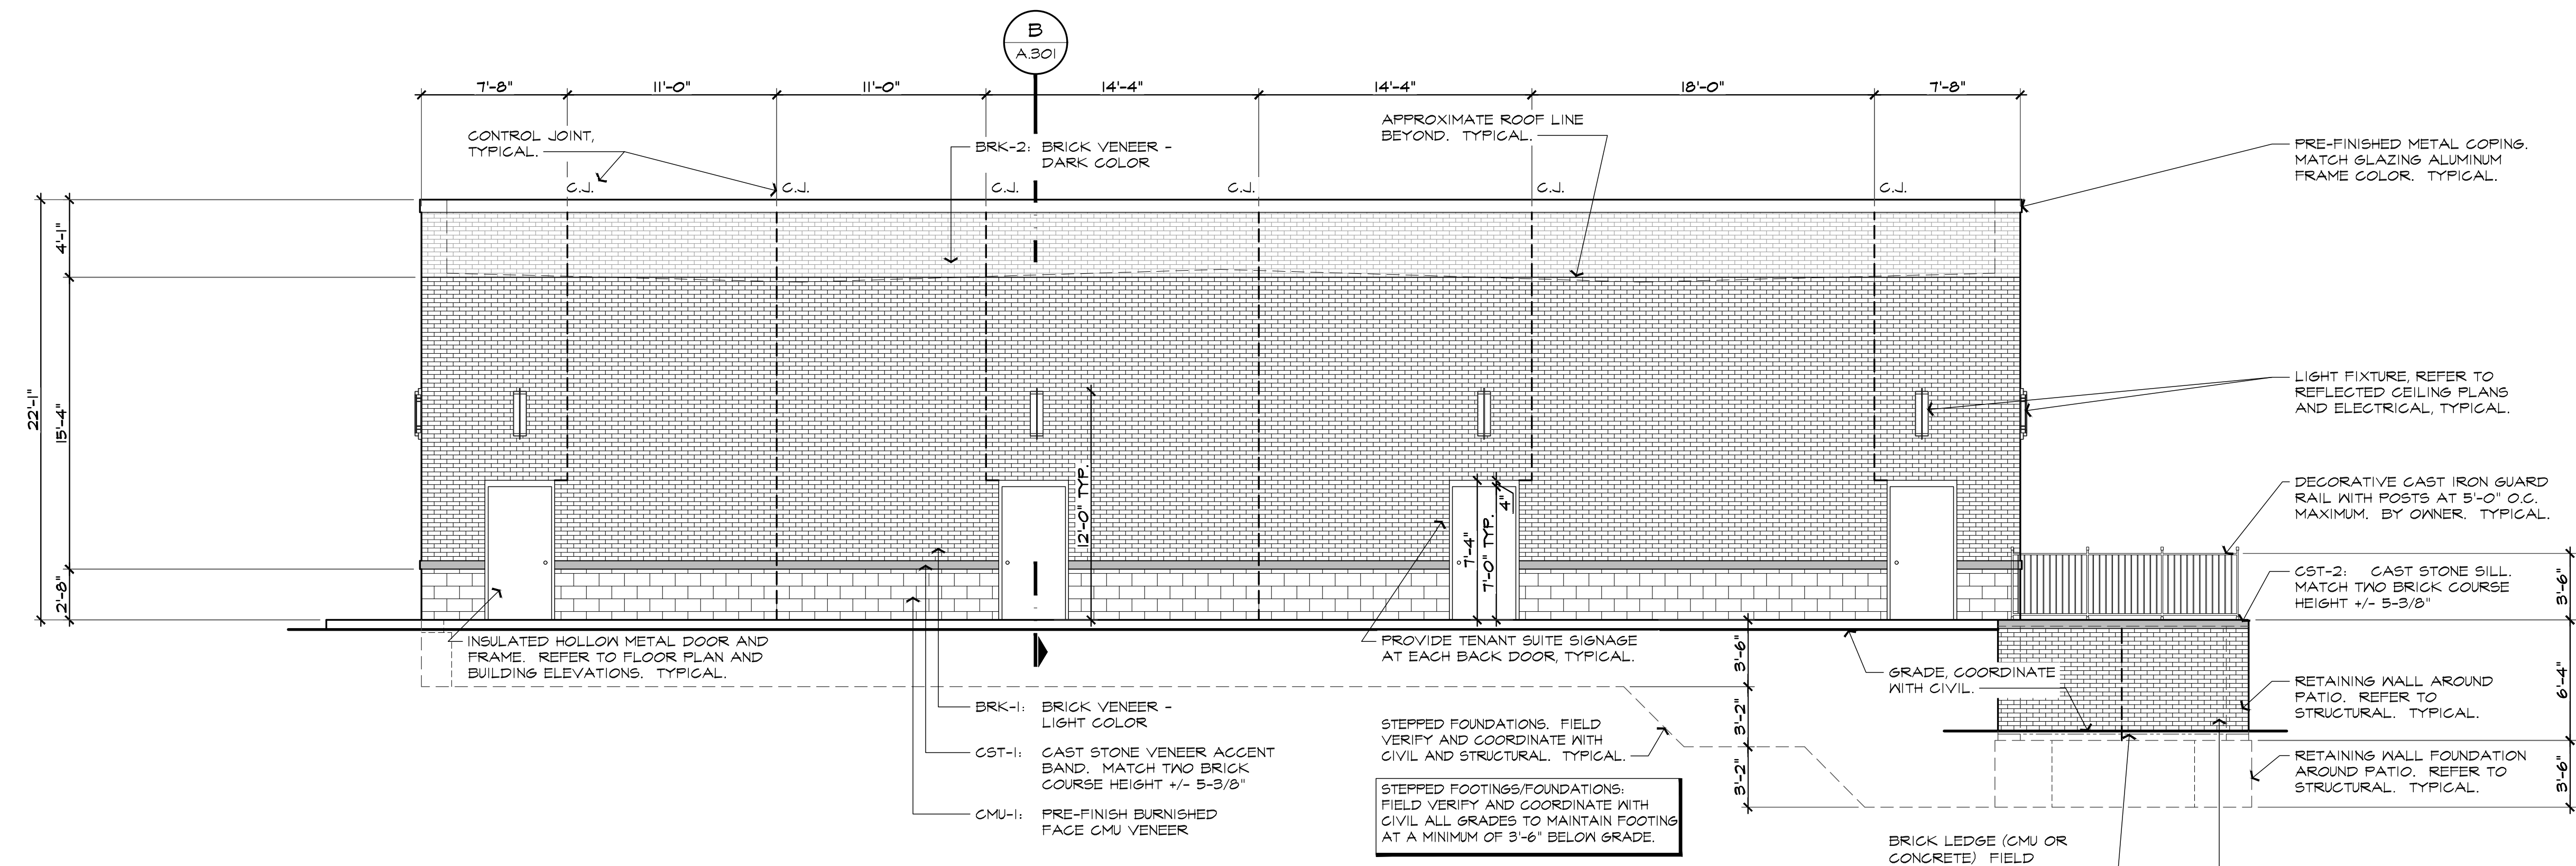 B
A.301
7'-8"
11'-0"
11'-0"
14'-4"
14'-4"
18'-0"
7'-8"
CONTROL JOINT,
TYPICAL.
BRK-2: BRICK VENEER -
DARK COLOR
APPROXIMATE ROOF LINE
BEYOND. TYPICAL.
PRE-FINISHED METAL COPING.
MATCH GLAZING ALUMINUM
FRAME COLOR. TYPICAL.
C.J.
C.J.
C.J.
C.J.
C.J.
C.J.
22'-1"
4'-1"
15'-4"
2'-8"
LIGHT FIXTURE, REFER TO
REFLECTED CEILING PLANS
AND ELECTRICAL, TYPICAL.
12'-0" TYP.
7'-4"
7'-0" TYP.
4"
DECORATIVE CAST IRON GUARD
RAIL WITH POSTS AT 5'-0" O.C.
MAXIMUM. BY OWNER. TYPICAL.
CST-2: CAST STONE SILL.
MATCH TWO BRICK COURSE
HEIGHT +/- 5-3/8"
3'-6"
6'-4"
3'-6"
INSULATED HOLLOW METAL DOOR AND
FRAME. REFER TO FLOOR PLAN AND
BUILDING ELEVATIONS. TYPICAL.
PROVIDE TENANT SUITE SIGNAGE
AT EACH BACK DOOR, TYPICAL.
3'-6"
3'-2"
3'-2"
GRADE, COORDINATE
WITH CIVIL.
RETAINING WALL AROUND
PATIO. REFER TO
STRUCTURAL. TYPICAL.
BRK-1: BRICK VENEER -
LIGHT COLOR
CST-1: CAST STONE VENEER ACCENT
BAND. MATCH TWO BRICK
COURSE HEIGHT +/- 5-3/8"
CMU-1: PRE-FINISH BURNISHED
FACE CMU VENEER
STEPPED FOUNDATIONS. FIELD
VERIFY AND COORDINATE WITH
CIVIL AND STRUCTURAL. TYPICAL.
STEPPED FOOTINGS/FOUNDATIONS:
FIELD VERIFY AND COORDINATE WITH
CIVIL ALL GRADES TO MAINTAIN FOOTING
AT A MINIMUM OF 3'-6" BELOW GRADE.
RETAINING WALL FOUNDATION
AROUND PATIO. REFER TO
STRUCTURAL. TYPICAL.
BRICK LEDGE (CMU OR
CONCRETE) FIELD